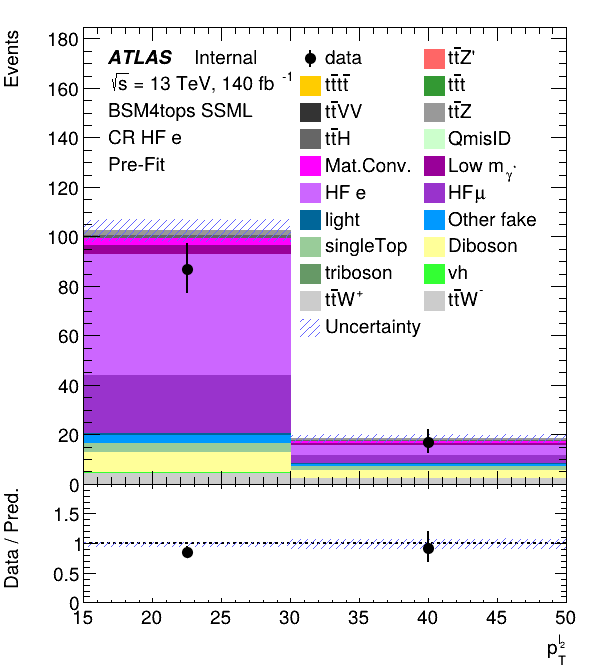 Events
180
160
140
120
100
80
60
40
20
0
ATLAS Internal
√s = 13 TeV, 140 fb⁻¹
BSM4tops SSML
CR HF e
Pre-Fit
data
tt̄Z'
tt̄tt̄
tt̄t
tt̄VV
tt̄Z
tt̄H
QmisID
Mat.Conv.
Low m_γ*
HF e
HF μ
light
Other fake
singleTop
Diboson
triboson
vh
tt̄W⁺
tt̄W⁻
Uncertainty
Data / Pred.
1.5
1
0.5
0
15 20 25 30 35 40 45 50
p_T^l₂